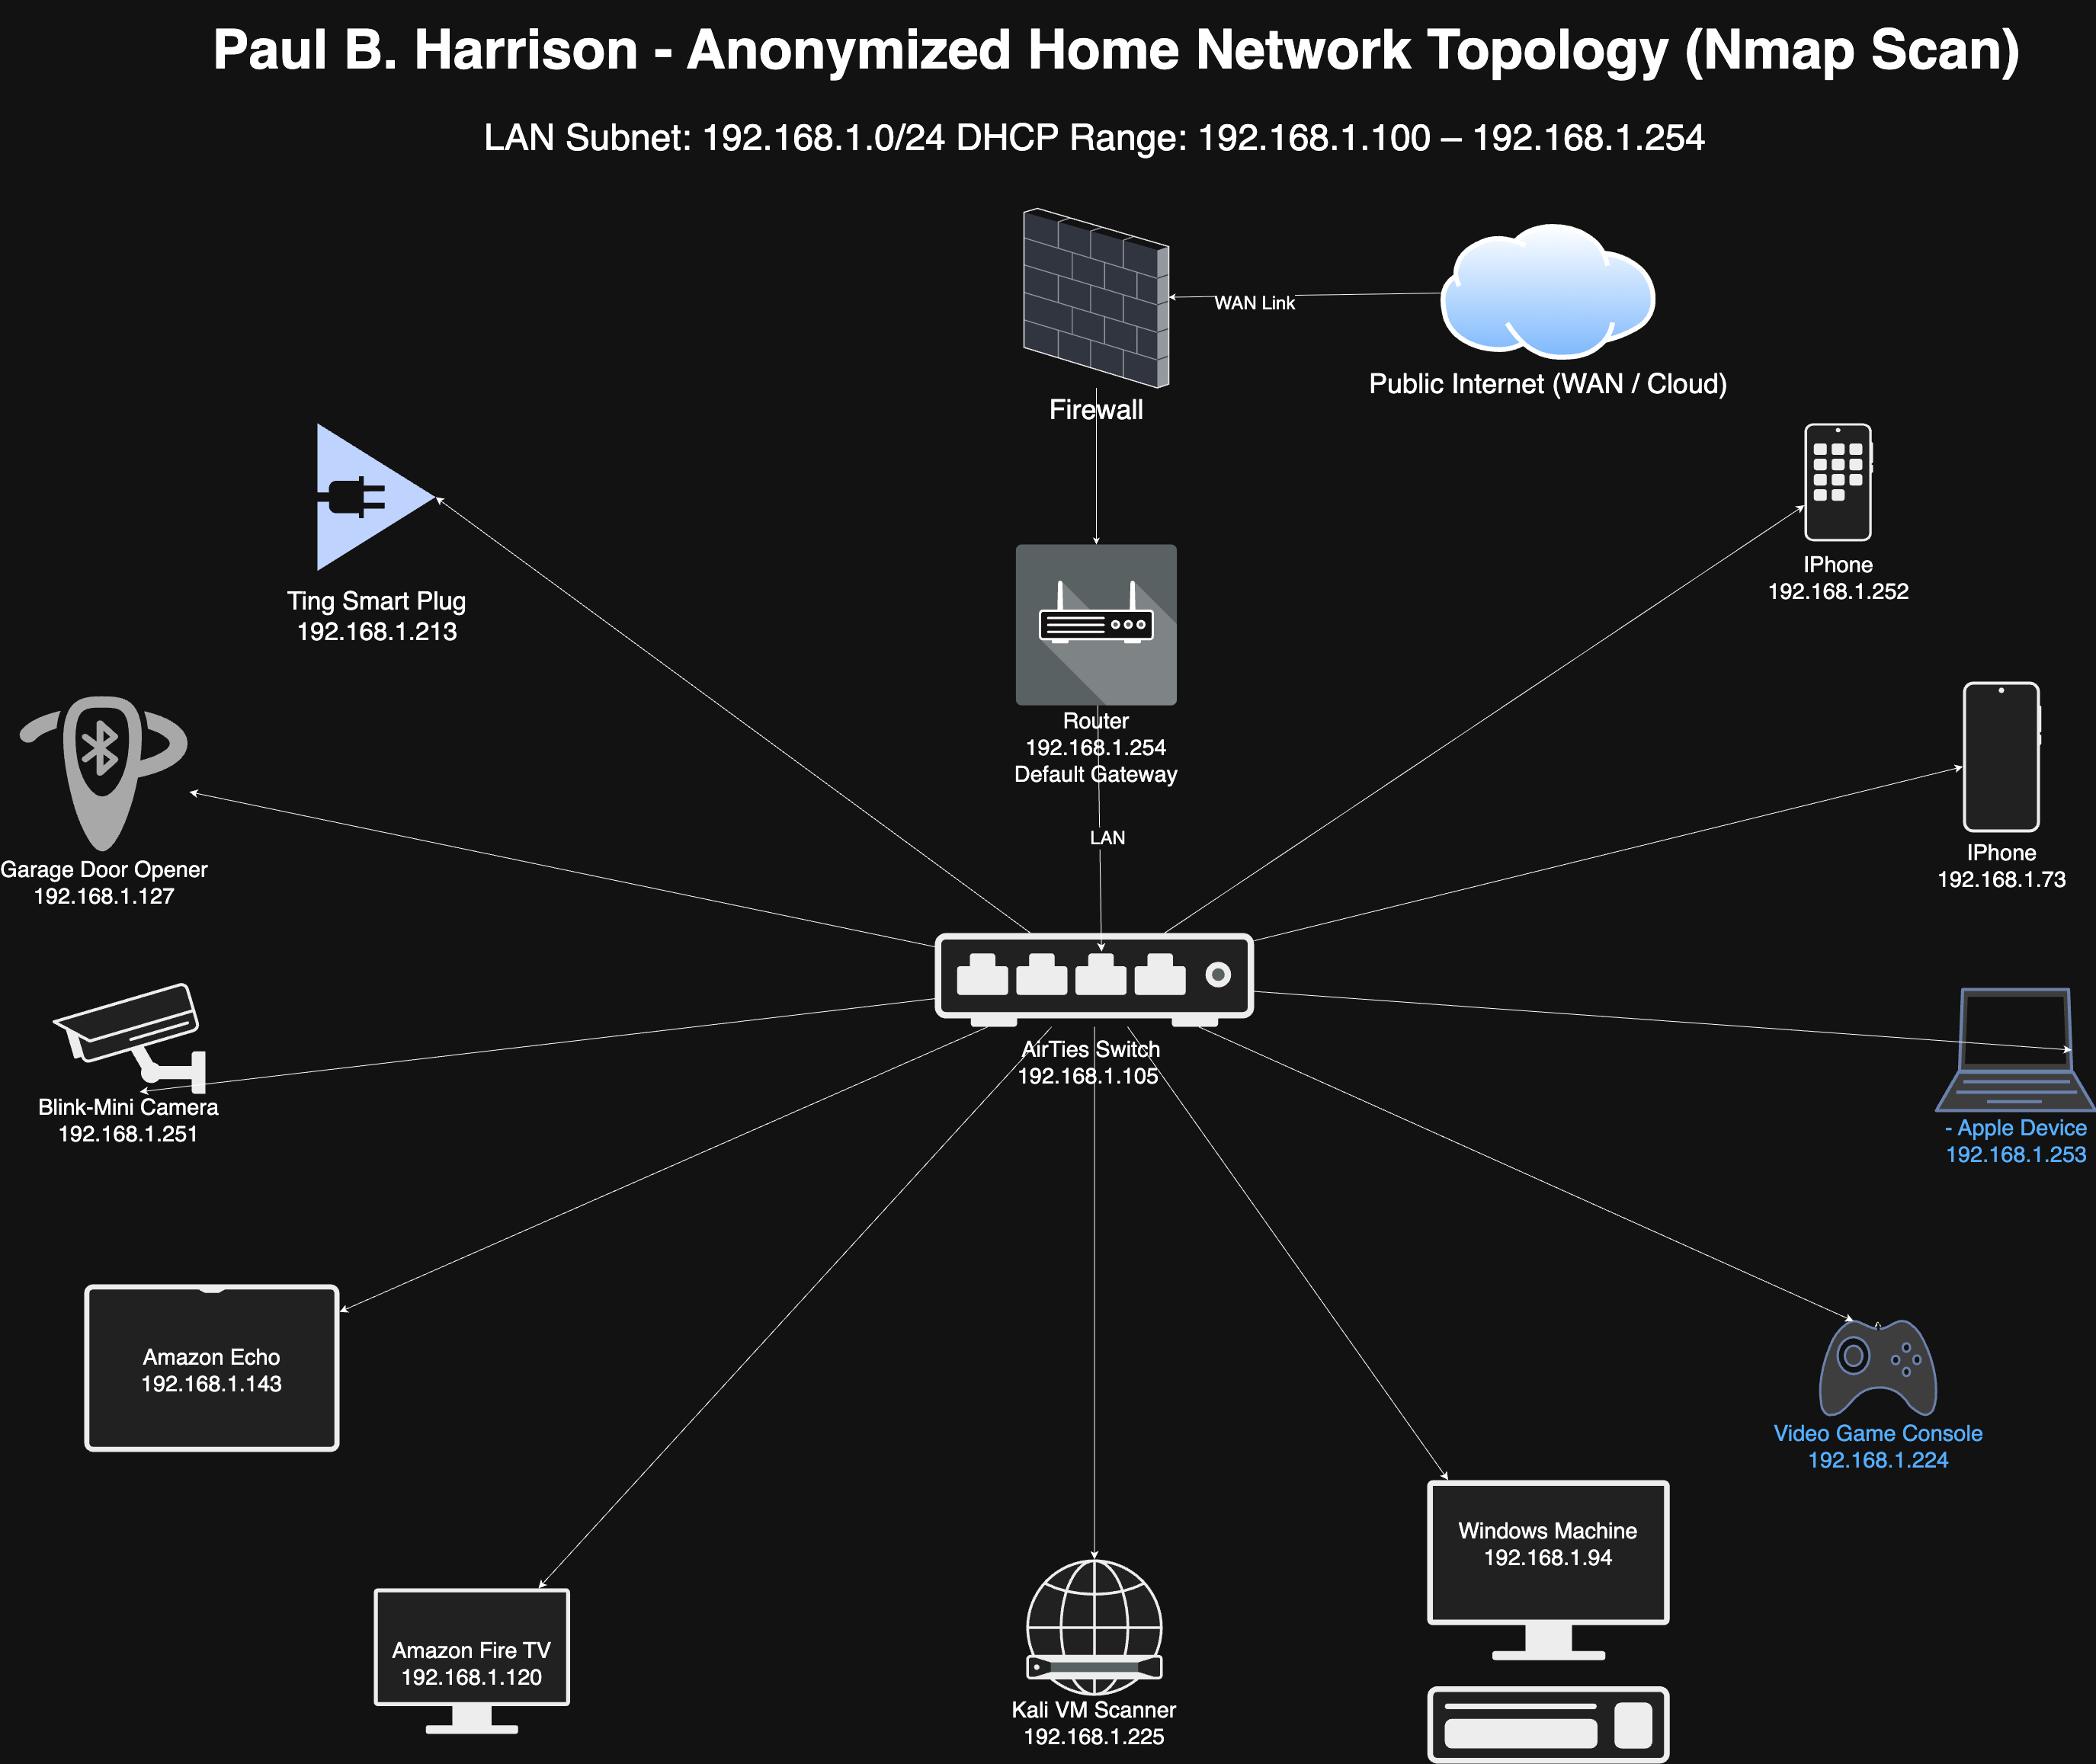 Paul B. Harrison - Anonymized Home Network Topology (Nmap Scan)
LAN Subnet: 192.168.1.0/24 DHCP Range: 192.168.1.100 – 192.168.1.254
WAN Link
Public Internet (WAN / Cloud)
Firewall
IPhone
192.168.1.252
Ting Smart Plug
192.168.1.213
Router
192.168.1.254
Default Gateway
LAN
IPhone
192.168.1.73
Garage Door Opener
192.168.1.127
AirTies Switch
192.168.1.105
Blink-Mini Camera
192.168.1.251
- Apple Device
192.168.1.253
Amazon Echo
192.168.1.143
Video Game Console
192.168.1.224
Windows Machine
192.168.1.94
Amazon Fire TV
192.168.1.120
Kali VM Scanner
192.168.1.225